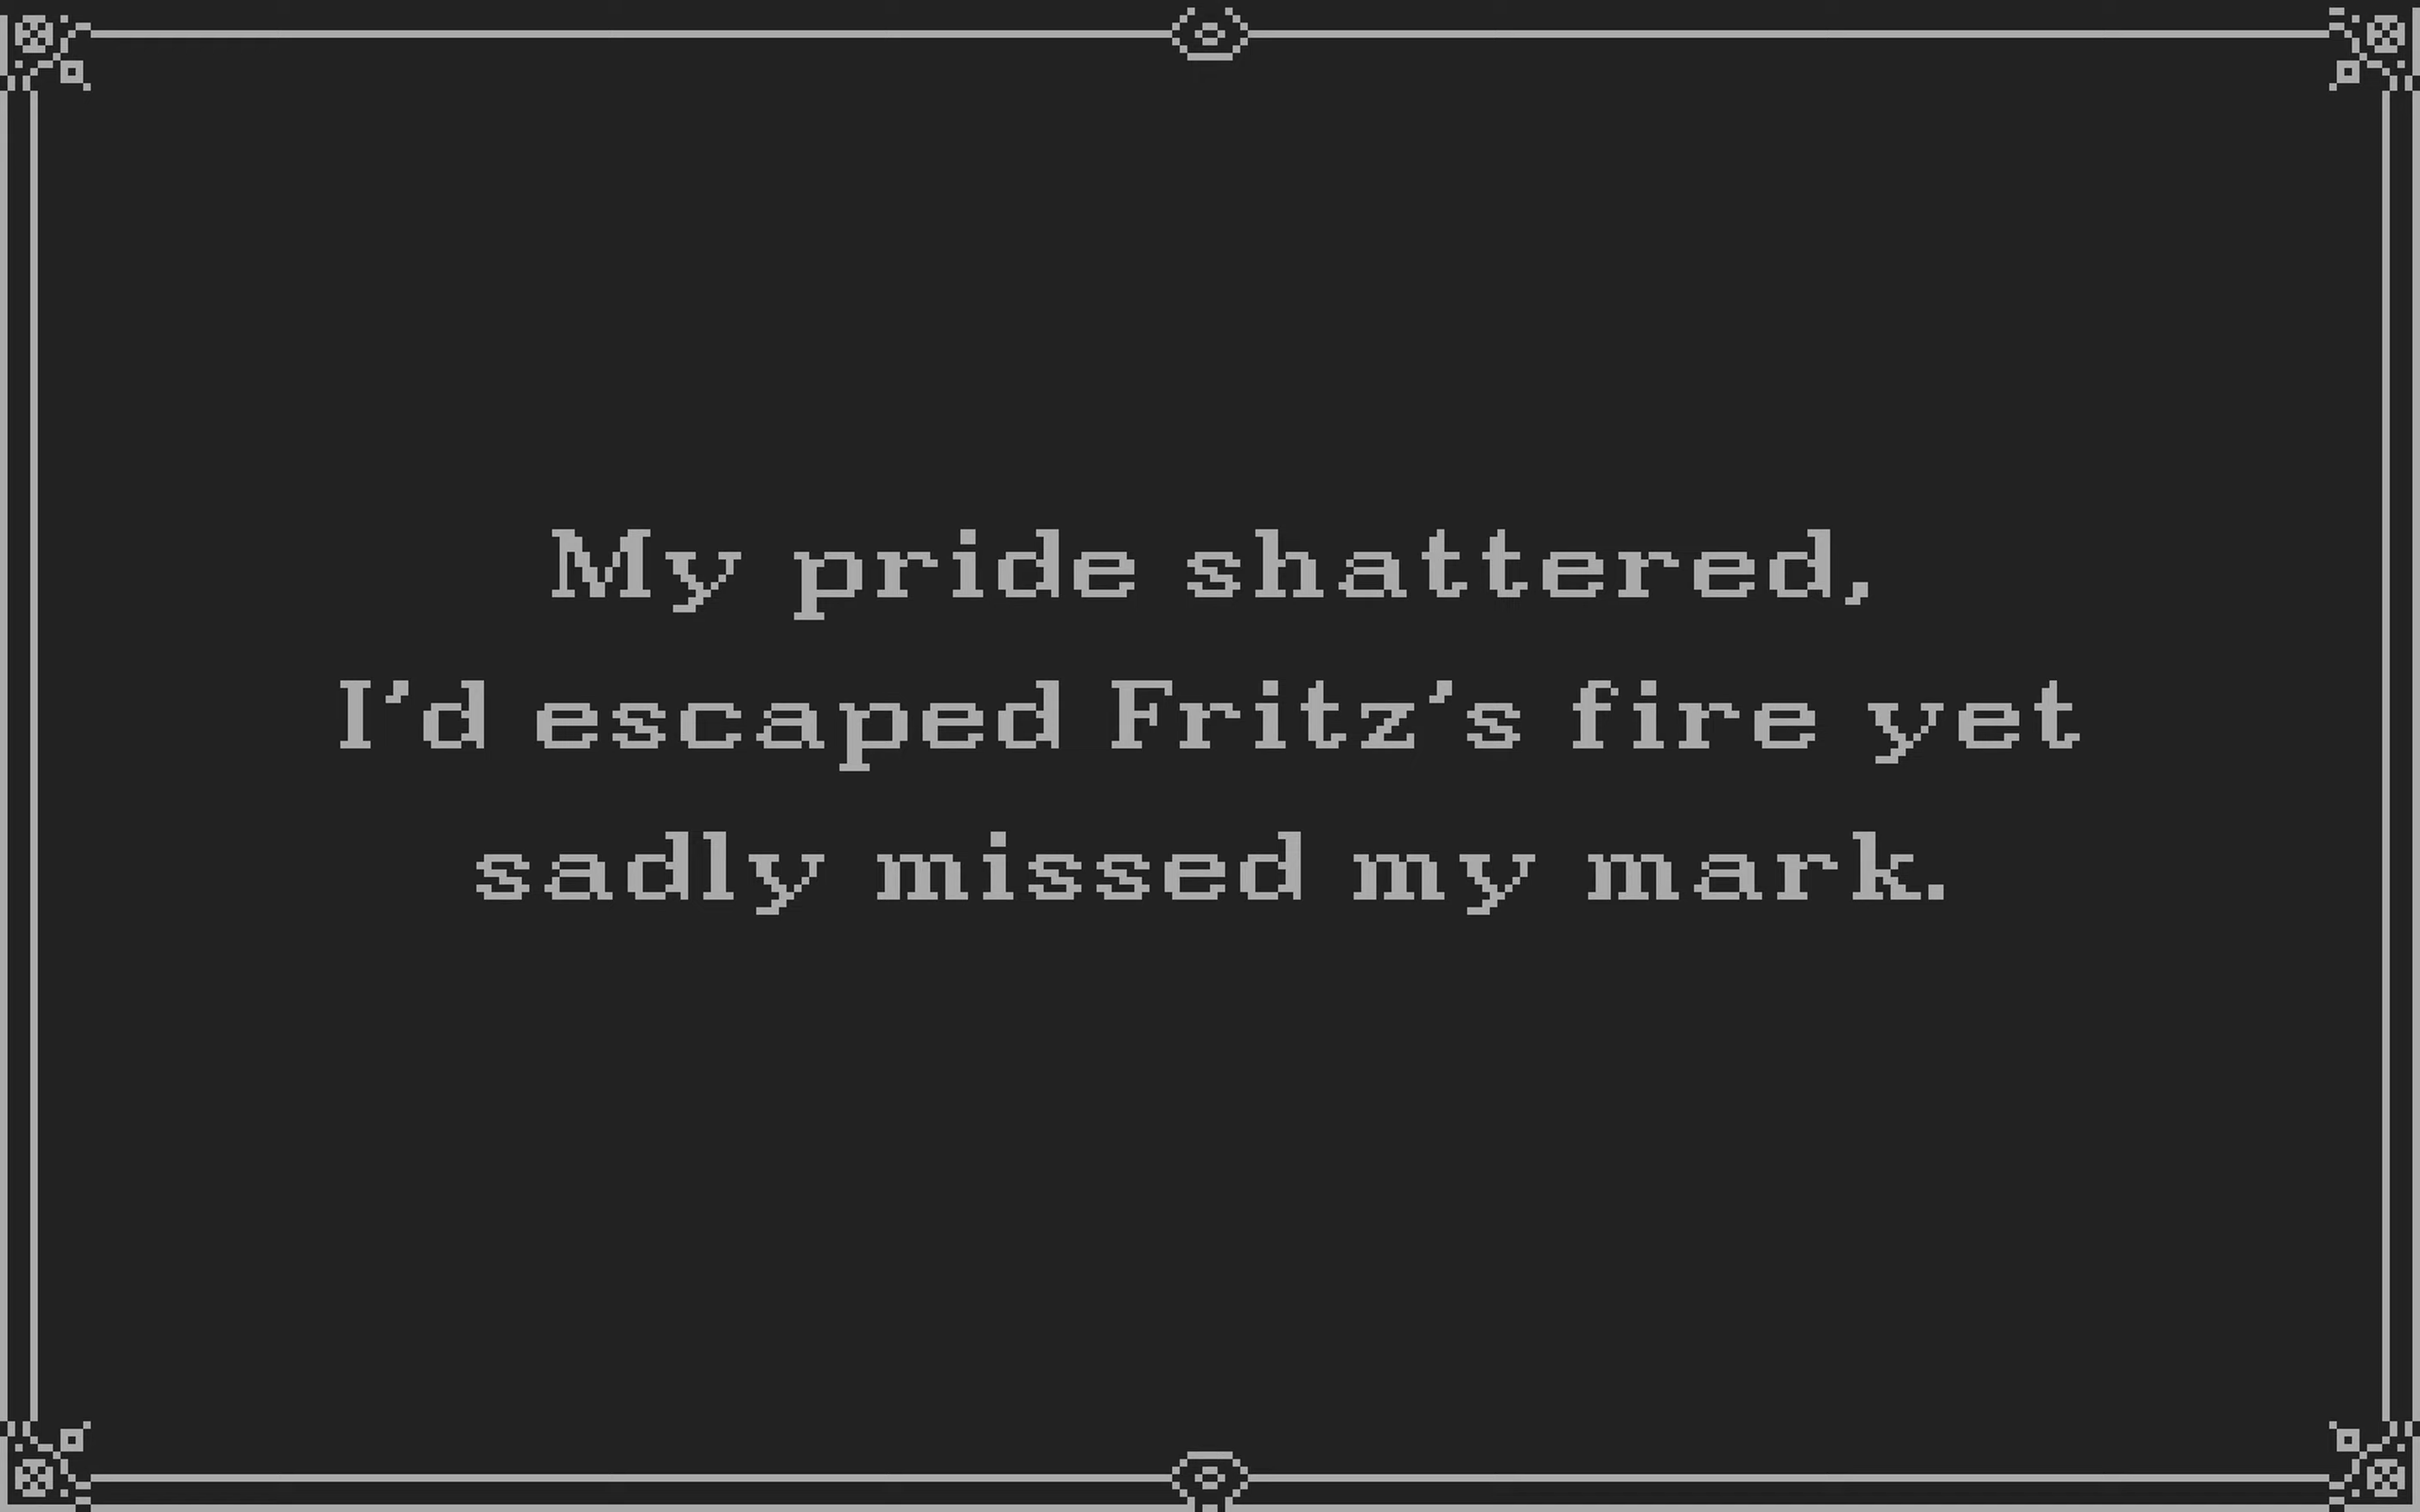 My pride shattered,
I'd escaped Fritz's fire yet
sadly missed my mark.